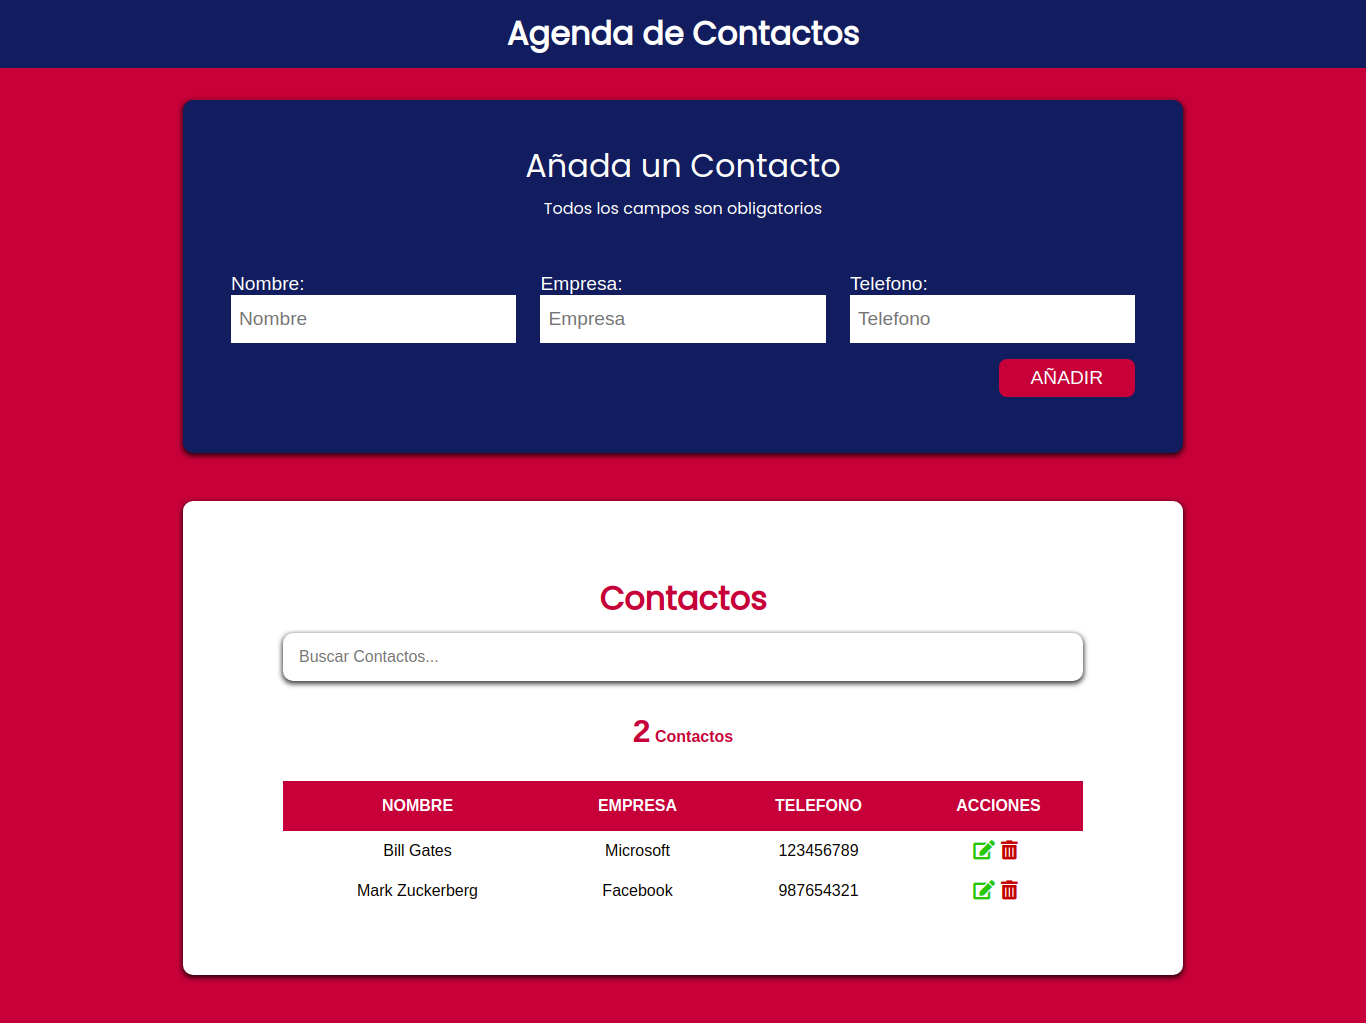 Agenda de Contactos
Añada un Contacto
Todos los campos son obligatorios
Nombre: Empresa: Telefono:
Nombre Empresa Telefono
AÑADIR
Contactos
Buscar Contactos...
2 Contactos
NOMBRE EMPRESA TELEFONO ACCIONES
Bill Gates Microsoft 123456789
Mark Zuckerberg Facebook 987654321